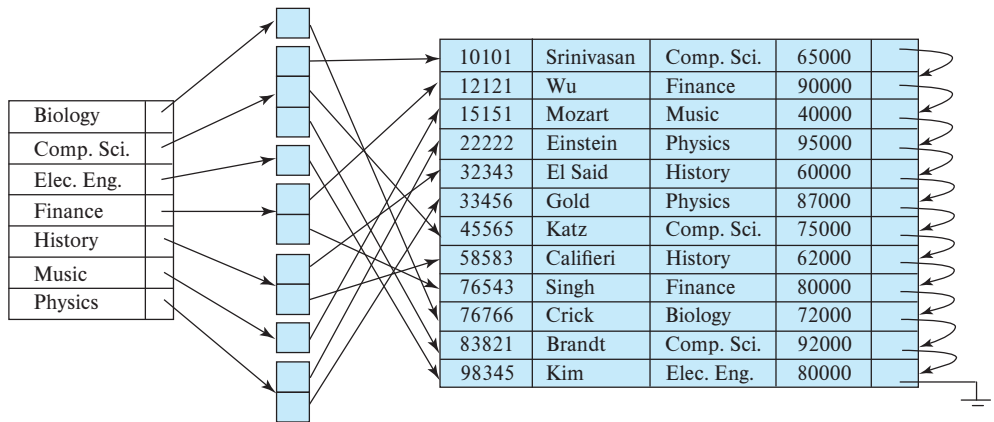 Biology
Comp. Sci.
Elec. Eng.
Finance
History
Music
Physics
10101 Srinivasan Comp. Sci. 65000
12121 Wu Finance 90000
15151 Mozart Music 40000
22222 Einstein Physics 95000
32343 El Said History 60000
33456 Gold Physics 87000
45565 Katz Comp. Sci. 75000
58583 Califieri History 62000
76543 Singh Finance 80000
76766 Crick Biology 72000
83821 Brandt Comp. Sci. 92000
98345 Kim Elec. Eng. 80000